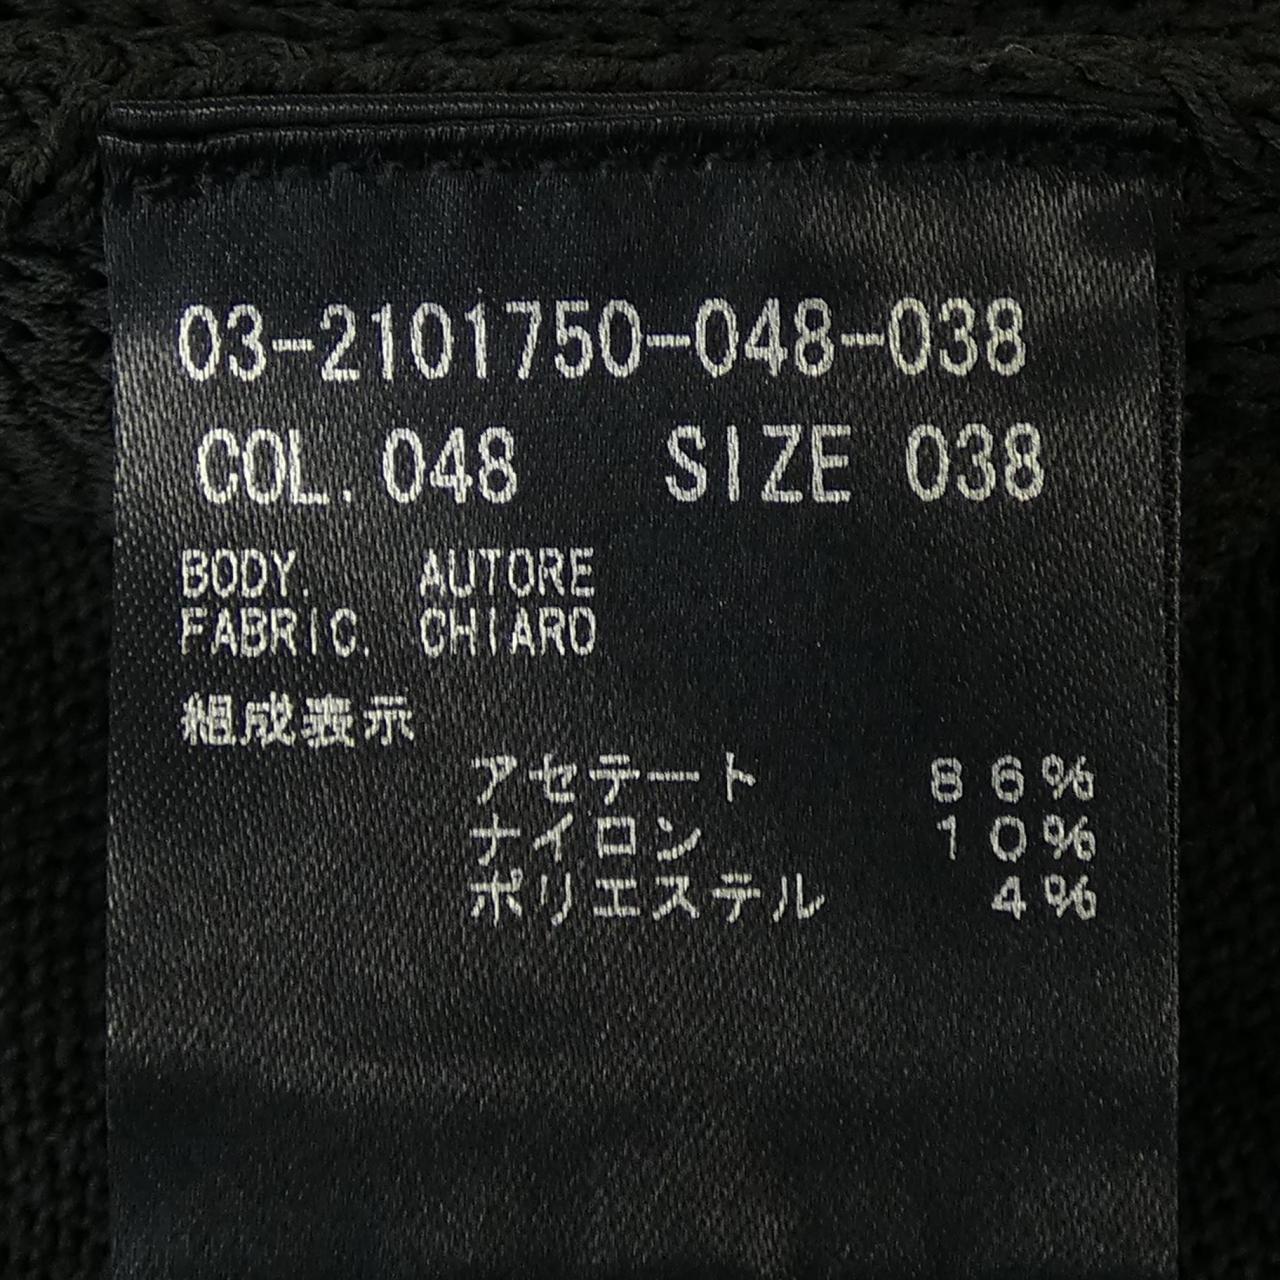 03-2101750-048-038
COL. 048 SIZE 038
BODY. AUTORE
FABRIC. CHIARO
組成表示
アセテート 86%
ナイロン 10%
ポリエステル 4%